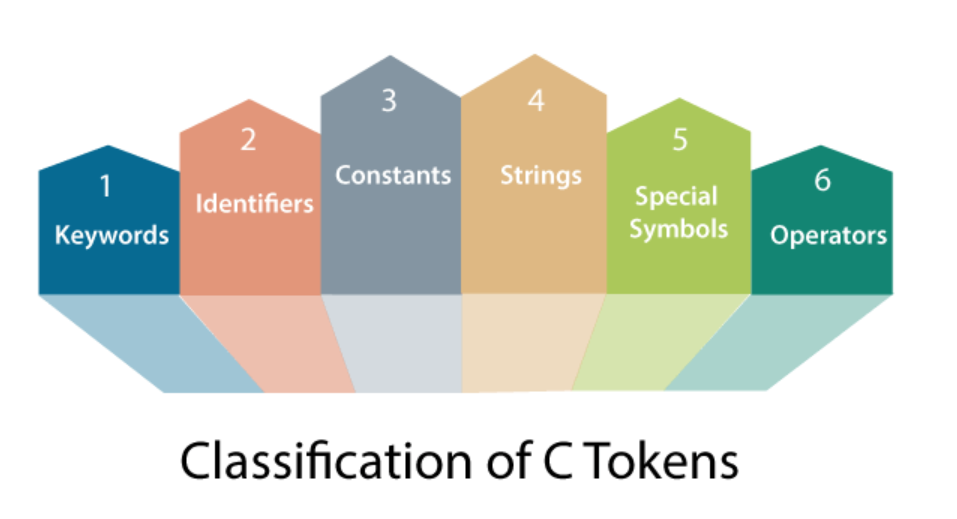 1
Keywords
2
Identifiers
3
Constants
4
Strings
5
Special
Symbols
6
Operators
Classification of C Tokens